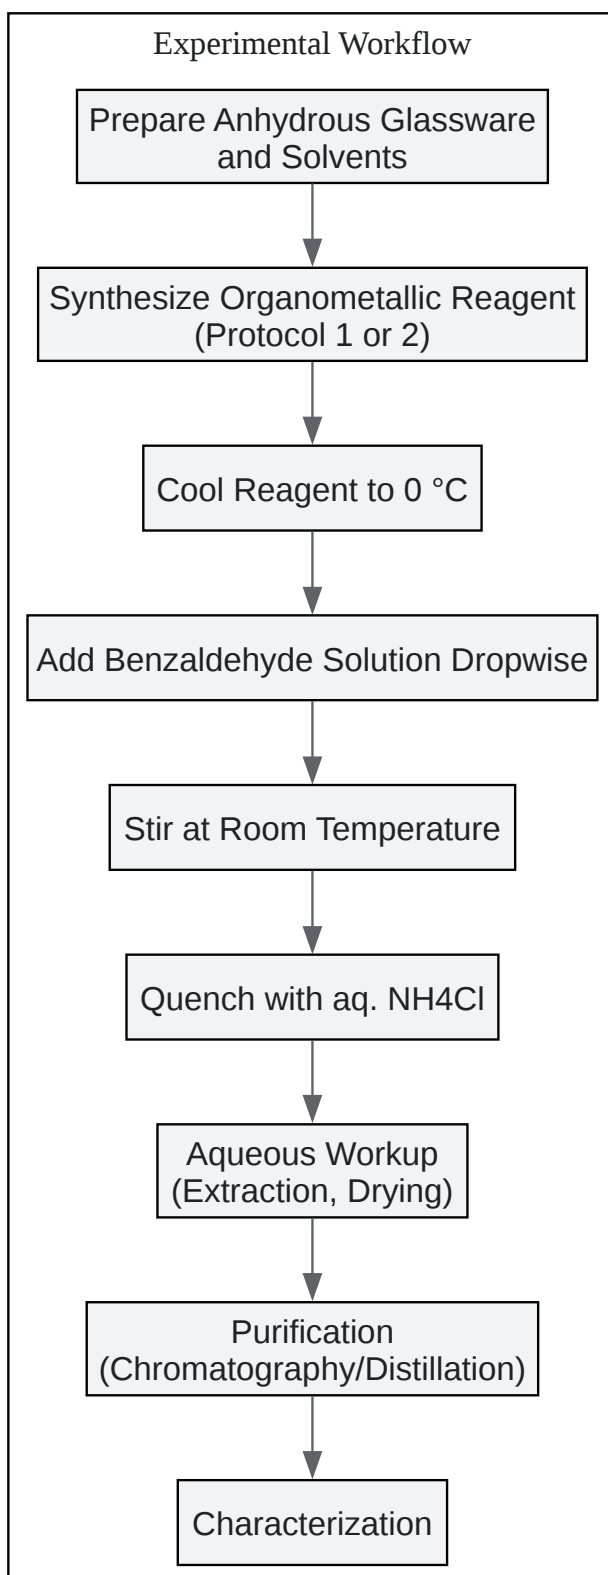 Experimental Workflow
Prepare Anhydrous Glassware
and Solvents
Synthesize Organometallic Reagent
(Protocol 1 or 2)
Cool Reagent to 0 °C
Add Benzaldehyde Solution Dropwise
Stir at Room Temperature
Quench with aq. NH4Cl
Aqueous Workup
(Extraction, Drying)
Purification
(Chromatography/Distillation)
Characterization